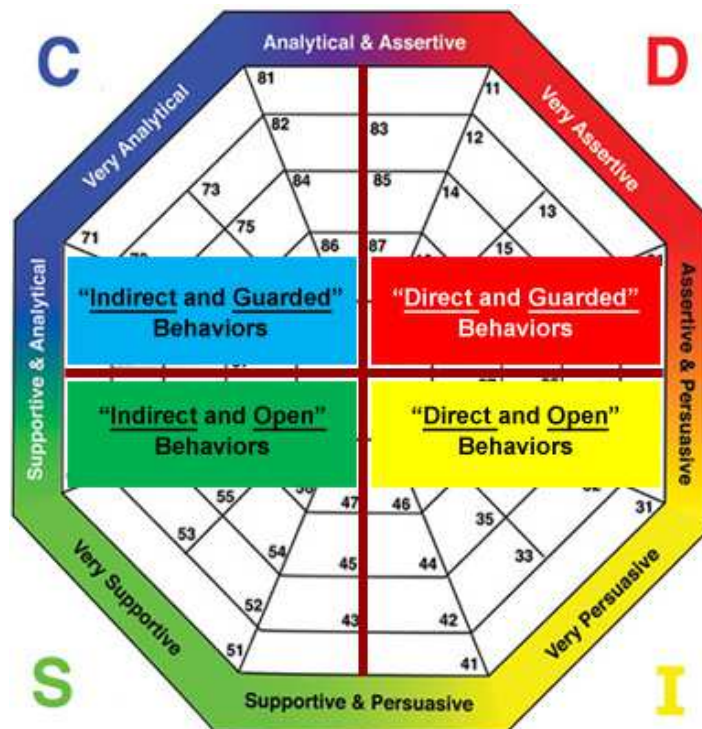 C
D
Analytical & Assertive
Very Analytical
Very Assertive
81
11
82
83
12
84
85
14
73
13
75
15
86
87
71
Supportive & Analytical
Assertive & Persuasive
“Indirect and Guarded”
Behaviors
“Direct and Guarded”
Behaviors
“Indirect and Open”
Behaviors
“Direct and Open”
Behaviors
55
47
46
31
53
35
54
45
44
33
52
43
42
51
41
Very Supportive
Very Persuasive
Supportive & Persuasive
S
I